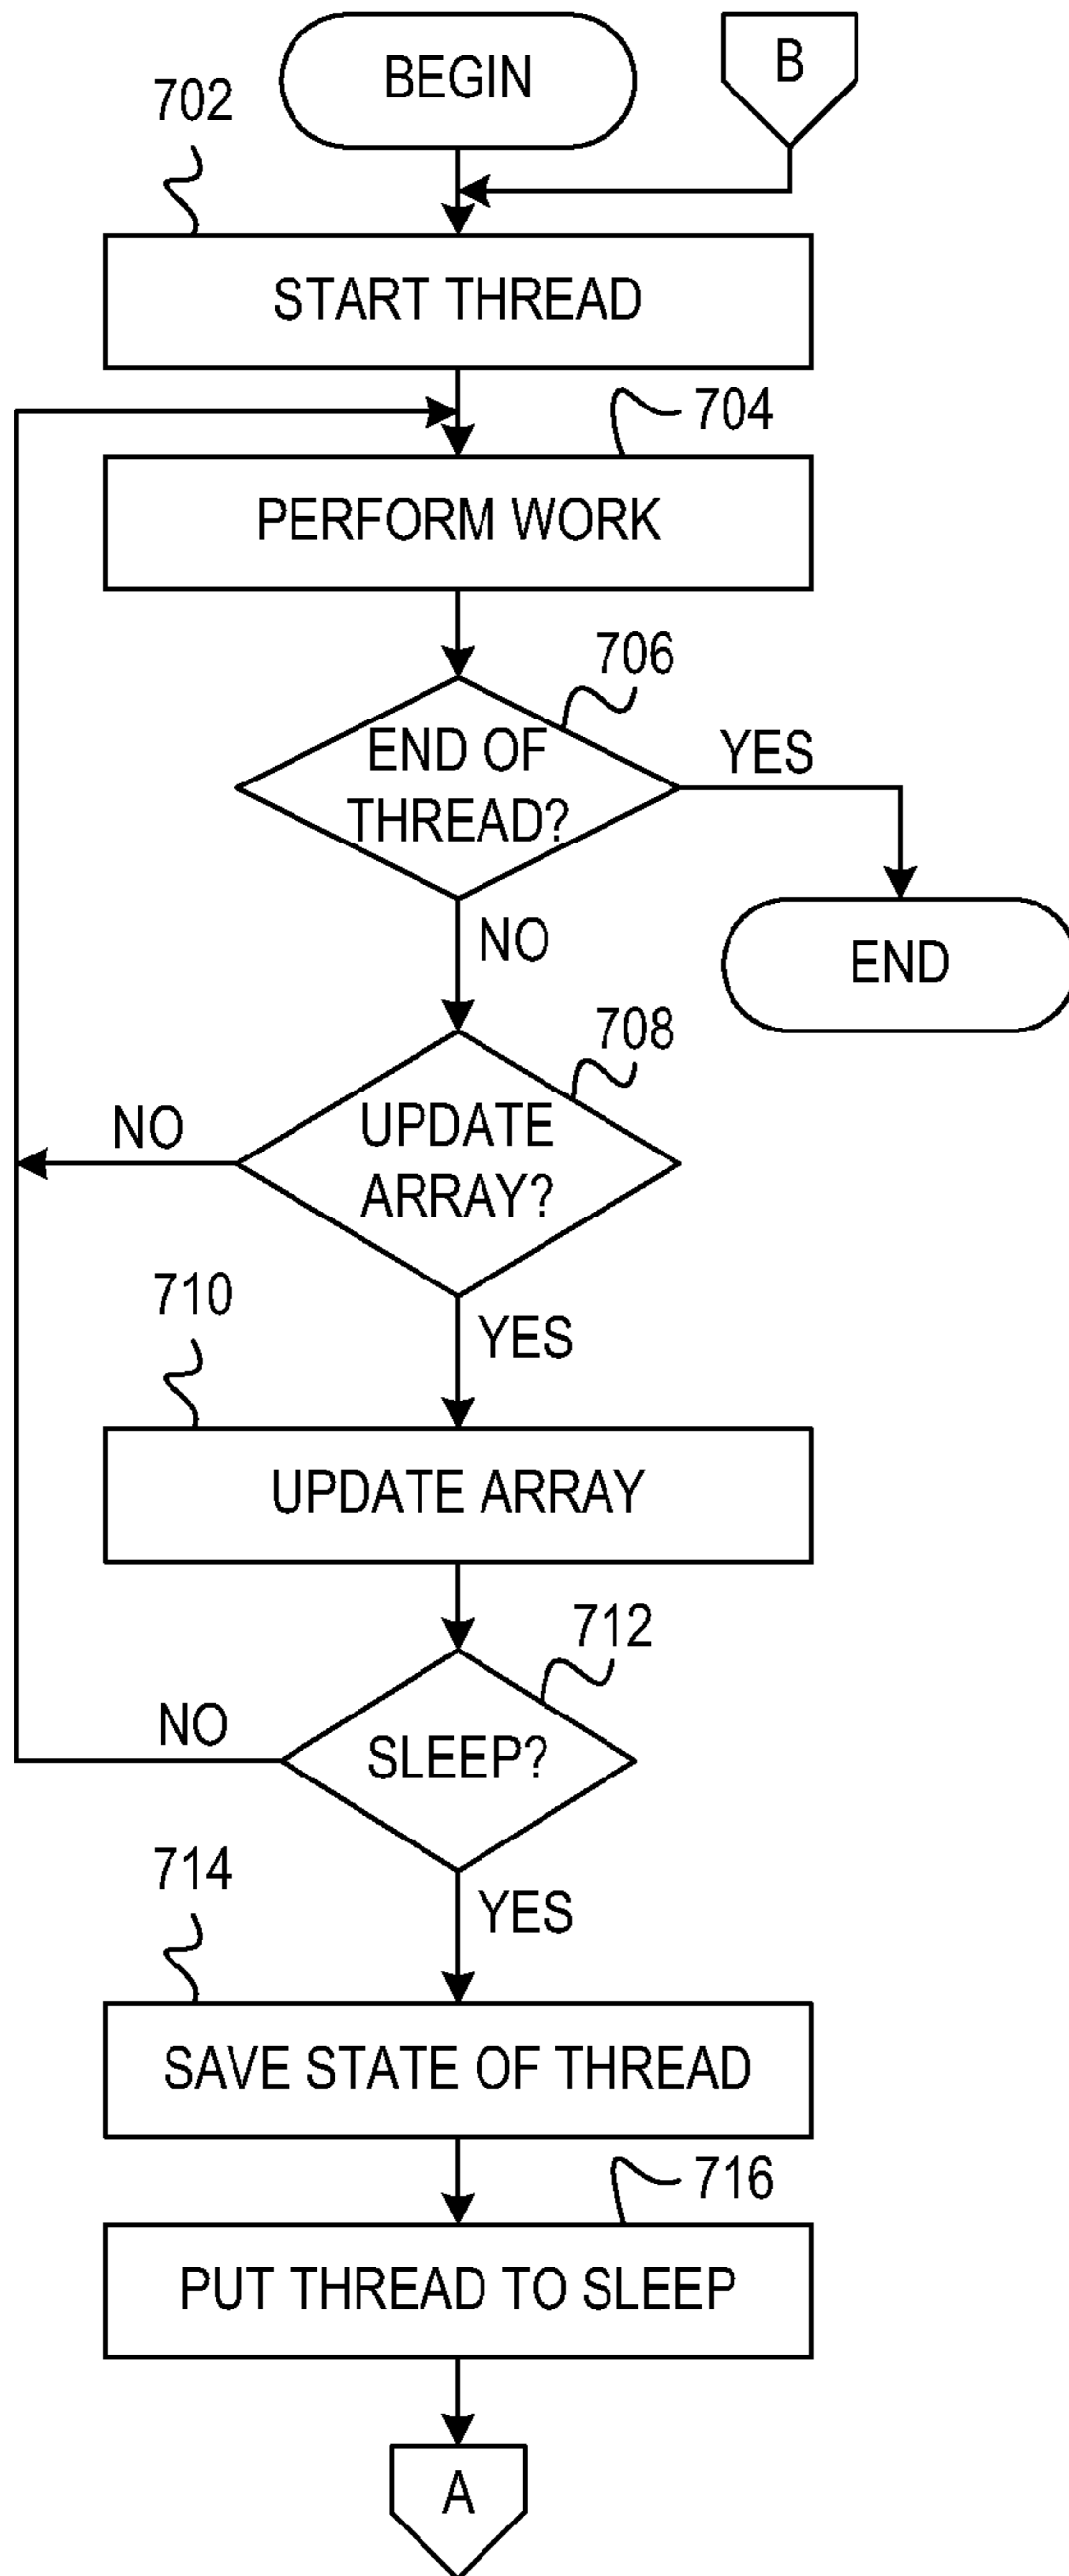 BEGIN
B
702
START THREAD
704
PERFORM WORK
706
END OF
THREAD?
YES
NO
END
708
UPDATE
ARRAY?
NO
710
YES
UPDATE ARRAY
712
SLEEP?
NO
714
YES
SAVE STATE OF THREAD
716
PUT THREAD TO SLEEP
A